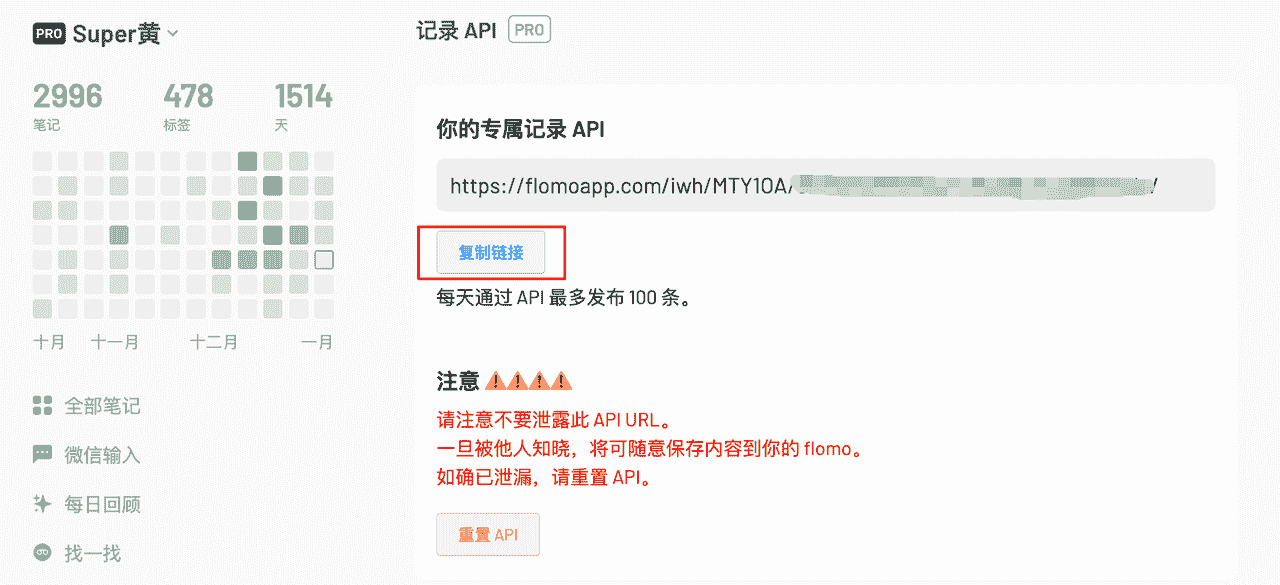 PRO Super黄
2996 478 1514
笔记 标签 天
十月 十一月 十二月 一月
全部笔记
微信输入
每日回顾
找一找
记录 API PRO
你的专属记录 API
https://flomoapp.com/iwh/MTY1OA/
复制链接
每天通过 API 最多发布 100 条。
注意
请注意不要泄露此 API URL。
一旦被他人知晓，将可随意保存内容到你的 flomo。
如确已泄漏，请重置 API。
重置 API